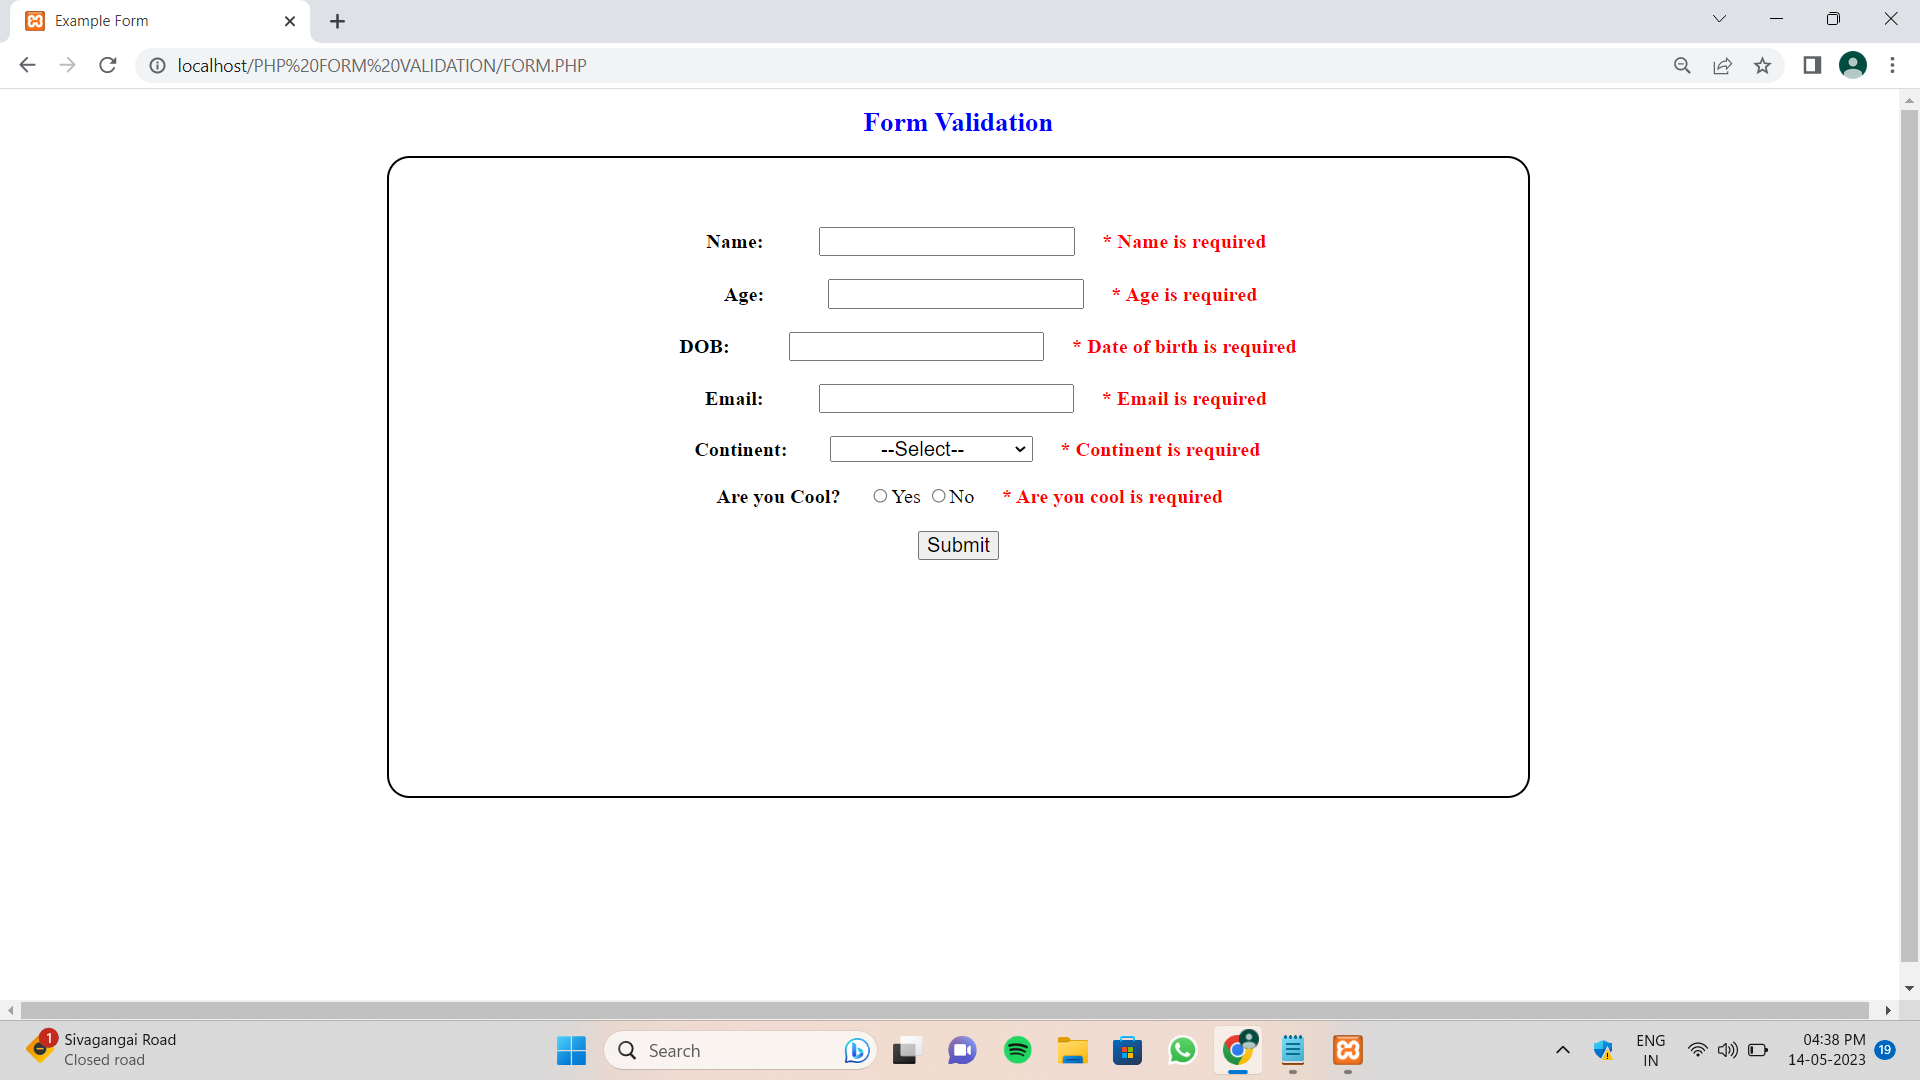 Example Form
localhost/PHP%20FORM%20VALIDATION/FORM.PHP
Form Validation
Name: * Name is required
Age: * Age is required
DOB: * Date of birth is required
Email: * Email is required
Continent: --Select-- * Continent is required
Are you Cool? Yes No * Are you cool is required
Submit
1 Sivagangai Road
Closed road
Search
ENG
IN
04:38 PM
14-05-2023
19